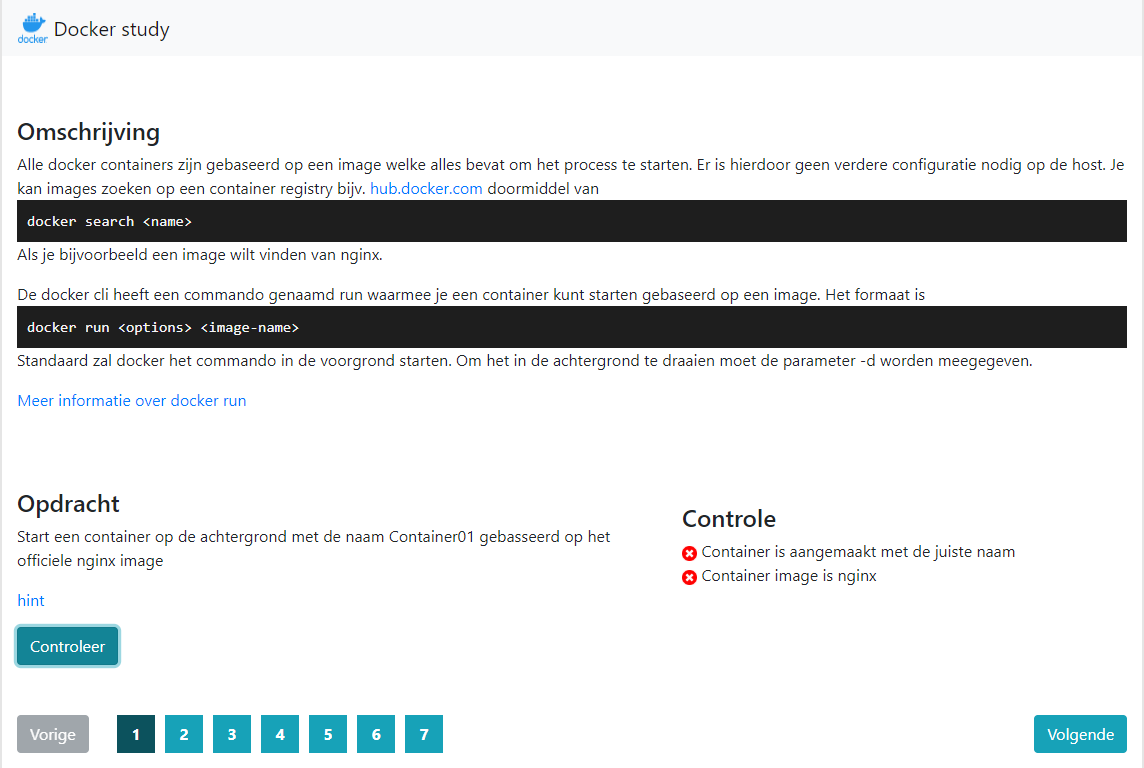 docker
Docker study
Omschrijving
Alle docker containers zijn gebaseerd op een image welke alles bevat om het process te starten. Er is hierdoor geen verdere configuratie nodig op de host. Je
kan images zoeken op een container registry bijv. hub.docker.com doormiddel van
docker search <name>
Als je bijvoorbeeld een image wilt vinden van nginx.
De docker cli heeft een commando genaamd run waarmee je een container kunt starten gebaseerd op een image. Het formaat is
docker run <options> <image-name>
Standaard zal docker het commando in de voorgrond starten. Om het in de achtergrond te draaien moet de parameter -d worden meegegeven.
Meer informatie over docker run
Opdracht
Start een container op de achtergrond met de naam Container01 gebasseerd op het
officiele nginx image
hint
Controleer
Controle
Container is aangemaakt met de juiste naam
Container image is nginx
Vorige 1 2 3 4 5 6 7 Volgende